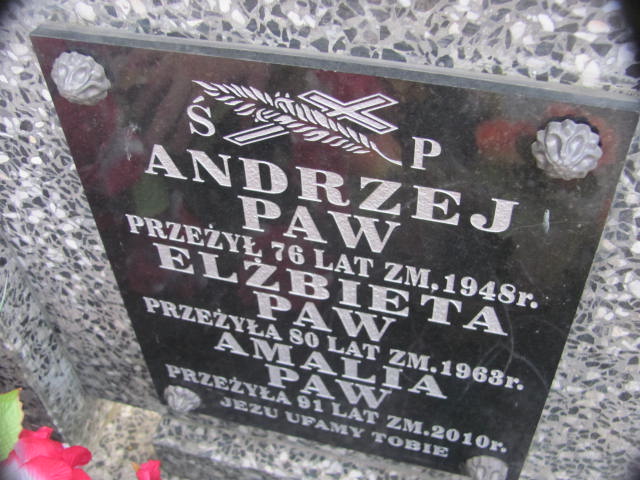 Ś P
ANDRZEJ
PAW
PRZEŻYŁ 76 LAT ZM.1948r.
ELŻBIETA
PAW
PRZEŻYŁA 80 LAT ZM.1963r.
AMALIA
PAW
PRZEŻYŁA 91 LAT ZM.2010r.
JEZU UFAMY TOBIE